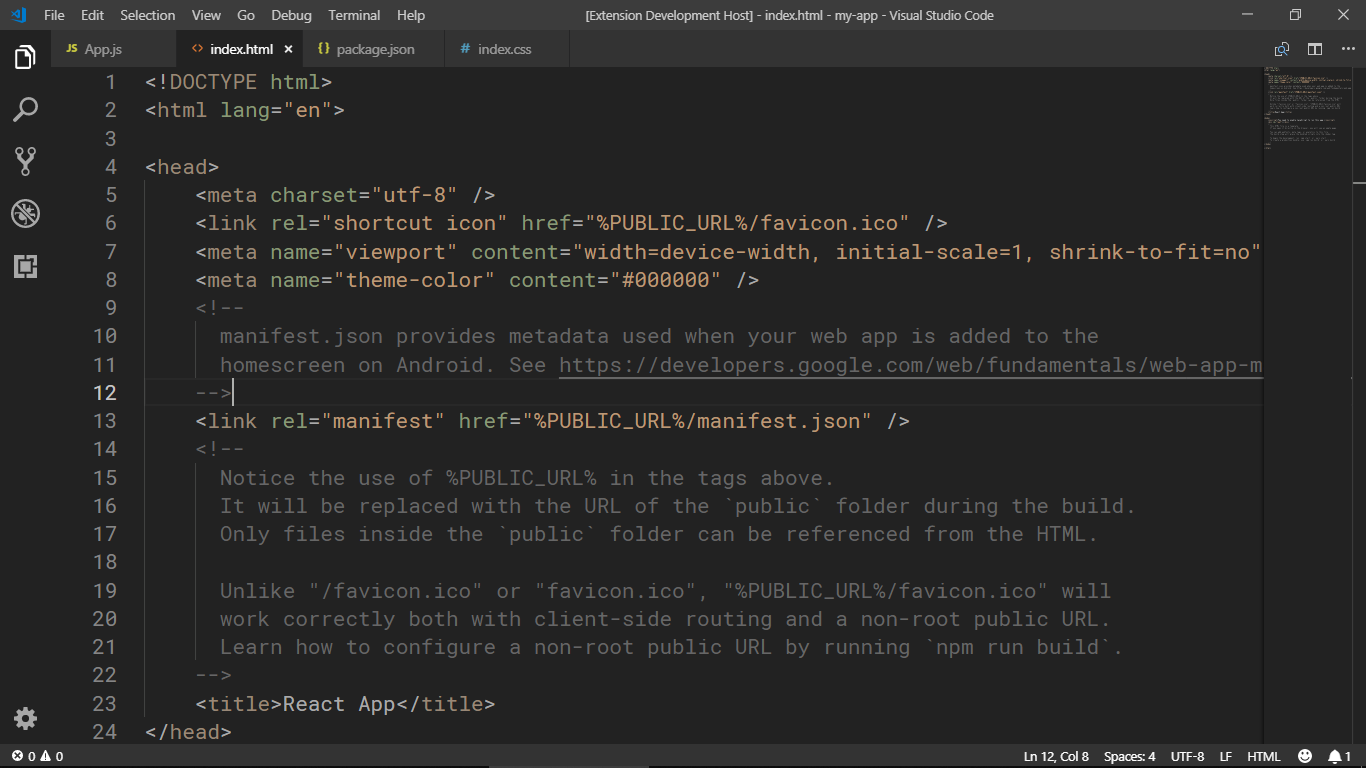 File Edit Selection View Go Debug Terminal Help [Extension Development Host] - index.html - my-app - Visual Studio Code
JS App.js <> index.html × {} package.json # index.css
1 <!DOCTYPE html>
2 <html lang="en">
3
4 <head>
5 <meta charset="utf-8" />
6 <link rel="shortcut icon" href="%PUBLIC_URL%/favicon.ico" />
7 <meta name="viewport" content="width=device-width, initial-scale=1, shrink-to-fit=no"
8 <meta name="theme-color" content="#000000" />
9 <!--
10 manifest.json provides metadata used when your web app is added to the
11 homescreen on Android. See https://developers.google.com/web/fundamentals/web-app-m
12 -->
13 <link rel="manifest" href="%PUBLIC_URL%/manifest.json" />
14 <!--
15 Notice the use of %PUBLIC_URL% in the tags above.
16 It will be replaced with the URL of the `public` folder during the build.
17 Only files inside the `public` folder can be referenced from the HTML.
18
19 Unlike "/favicon.ico" or "favicon.ico", "%PUBLIC_URL%/favicon.ico" will
20 work correctly both with client-side routing and a non-root public URL.
21 Learn how to configure a non-root public URL by running `npm run build`.
22 -->
23 <title>React App</title>
24 </head>
0 0 Ln 12, Col 8 Spaces: 4 UTF-8 LF HTML 1